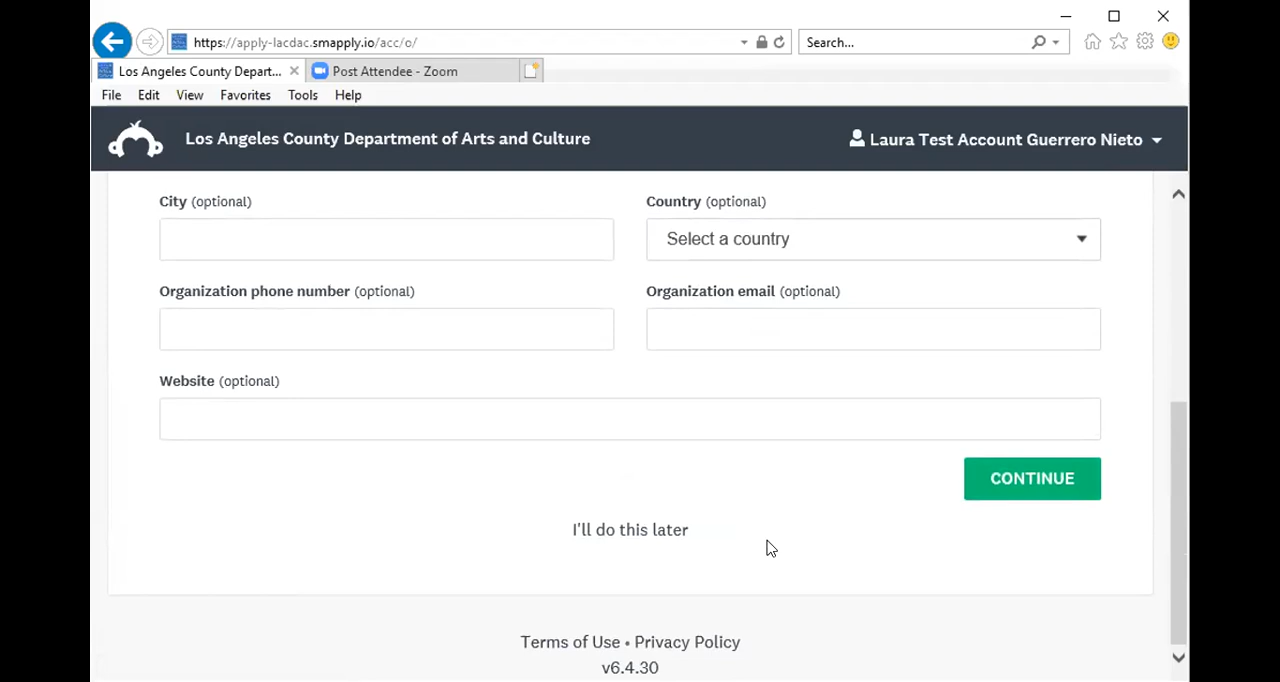 https://apply-lacdac.smapply.io/acc/o/
Search...
Los Angeles County Depart...
Post Attendee - Zoom
File Edit View Favorites Tools Help
Los Angeles County Department of Arts and Culture
Laura Test Account Guerrero Nieto
City (optional)
Country (optional)
Select a country
Organization phone number (optional)
Organization email (optional)
Website (optional)
CONTINUE
I'll do this later
Terms of Use • Privacy Policy
v6.4.30